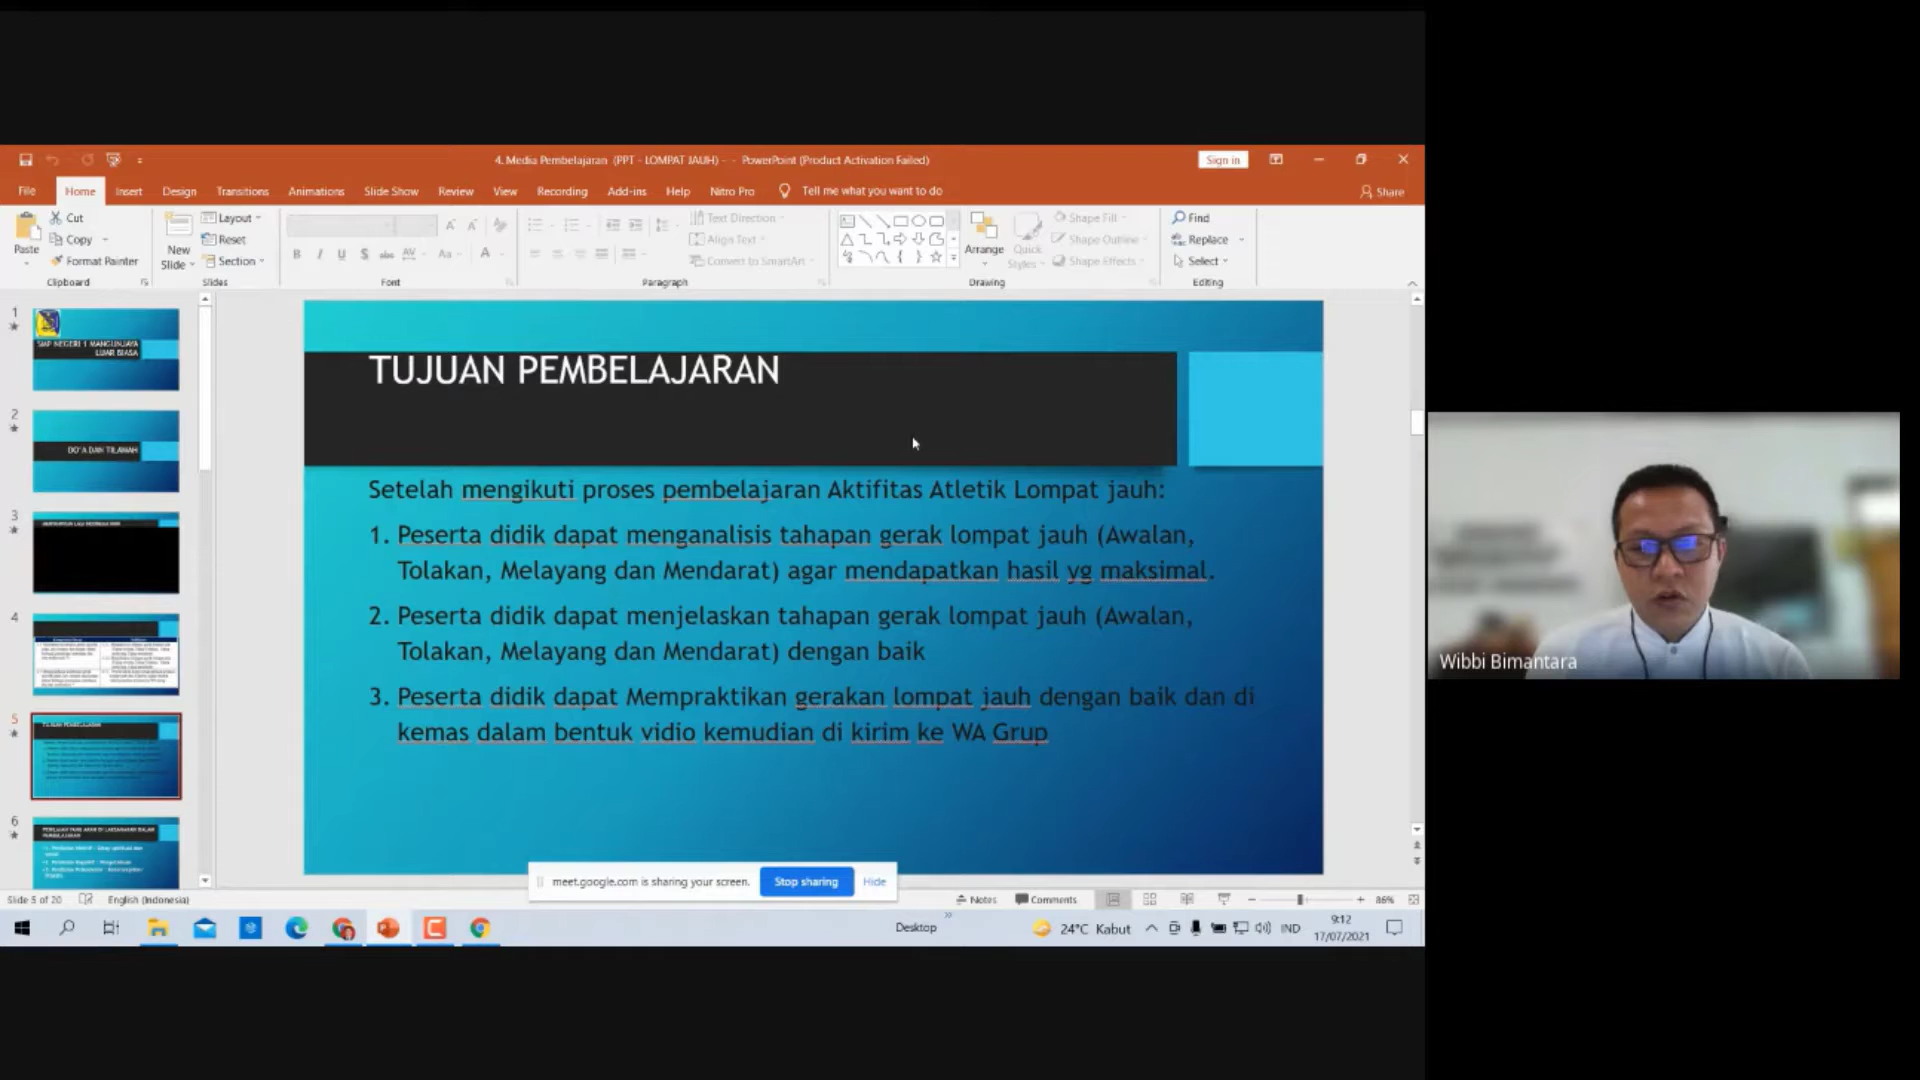 4. Media Pembelajaran (PPT - LOMPAT JAUH) - - PowerPoint (Product Activation Failed)
Sign in
File Home Insert Design Transitions Animations Slide Show Review View Recording Add-ins Help Nitro Pro Tell me what you want to do Share
Paste
Cut
Copy
Format Painter
Clipboard
New Slide
Layout
Reset
Section
Slides
Font
Text Direction
Align Text
Convert to SmartArt
Paragraph
Arrange
Quick Styles
Shape Fill
Shape Outline
Shape Effects
Drawing
Find
Replace
Select
Editing
1
SMP NEGERI 1 MANGUNJAYA
LUAR BIASA
2
DO'A DAN TILAWAH
3
4
5
TUJUAN PEMBELAJARAN
6
TUJUAN PEMBELAJARAN
Setelah mengikuti proses pembelajaran Aktifitas Atletik Lompat jauh:
1. Peserta didik dapat menganalisis tahapan gerak lompat jauh (Awalan,
Tolakan, Melayang dan Mendarat) agar mendapatkan hasil yg maksimal.
2. Peserta didik dapat menjelaskan tahapan gerak lompat jauh (Awalan,
Tolakan, Melayang dan Mendarat) dengan baik
3. Peserta didik dapat Mempraktikan gerakan lompat jauh dengan baik dan di
kemas dalam bentuk vidio kemudian di kirim ke WA Grup
Wibbi Bimantara
meet.google.com is sharing your screen. Stop sharing Hide
Slide 5 of 20 English (Indonesia) Notes Comments 86%
Desktop 24°C Kabut IND
9:12
17/07/2021